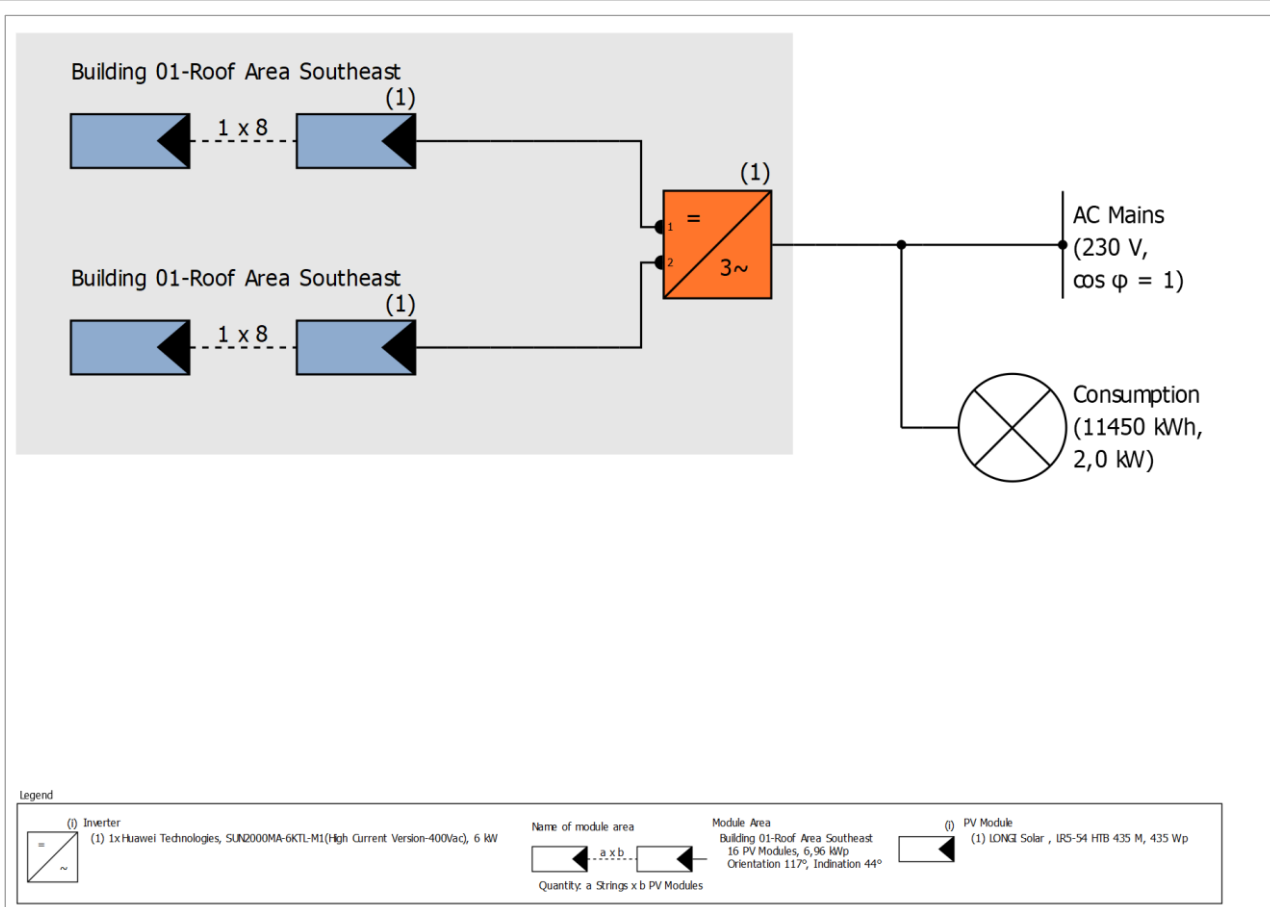 Building 01-Roof Area Southeast
(1)
1 x 8
(1)
=
1
2
3~
AC Mains
(230 V,
cos φ = 1)
Building 01-Roof Area Southeast
(1)
1 x 8
Consumption
(11450 kWh,
2,0 kW)
Legend
(i) Inverter
(1) 1x Huawei Technologies, SUN2000MA-6KTL-M1(High Current Version-400Vac), 6 kW
=
~
Name of module area
a x b
Quantity: a Strings x b PV Modules
Module Area
Building 01-Roof Area Southeast
16 PV Modules, 6,96 kWp
Orientation 117°, Inclination 44°
(i) PV Module
(1) LONGI Solar , LR5-54 HTB 435 M, 435 Wp